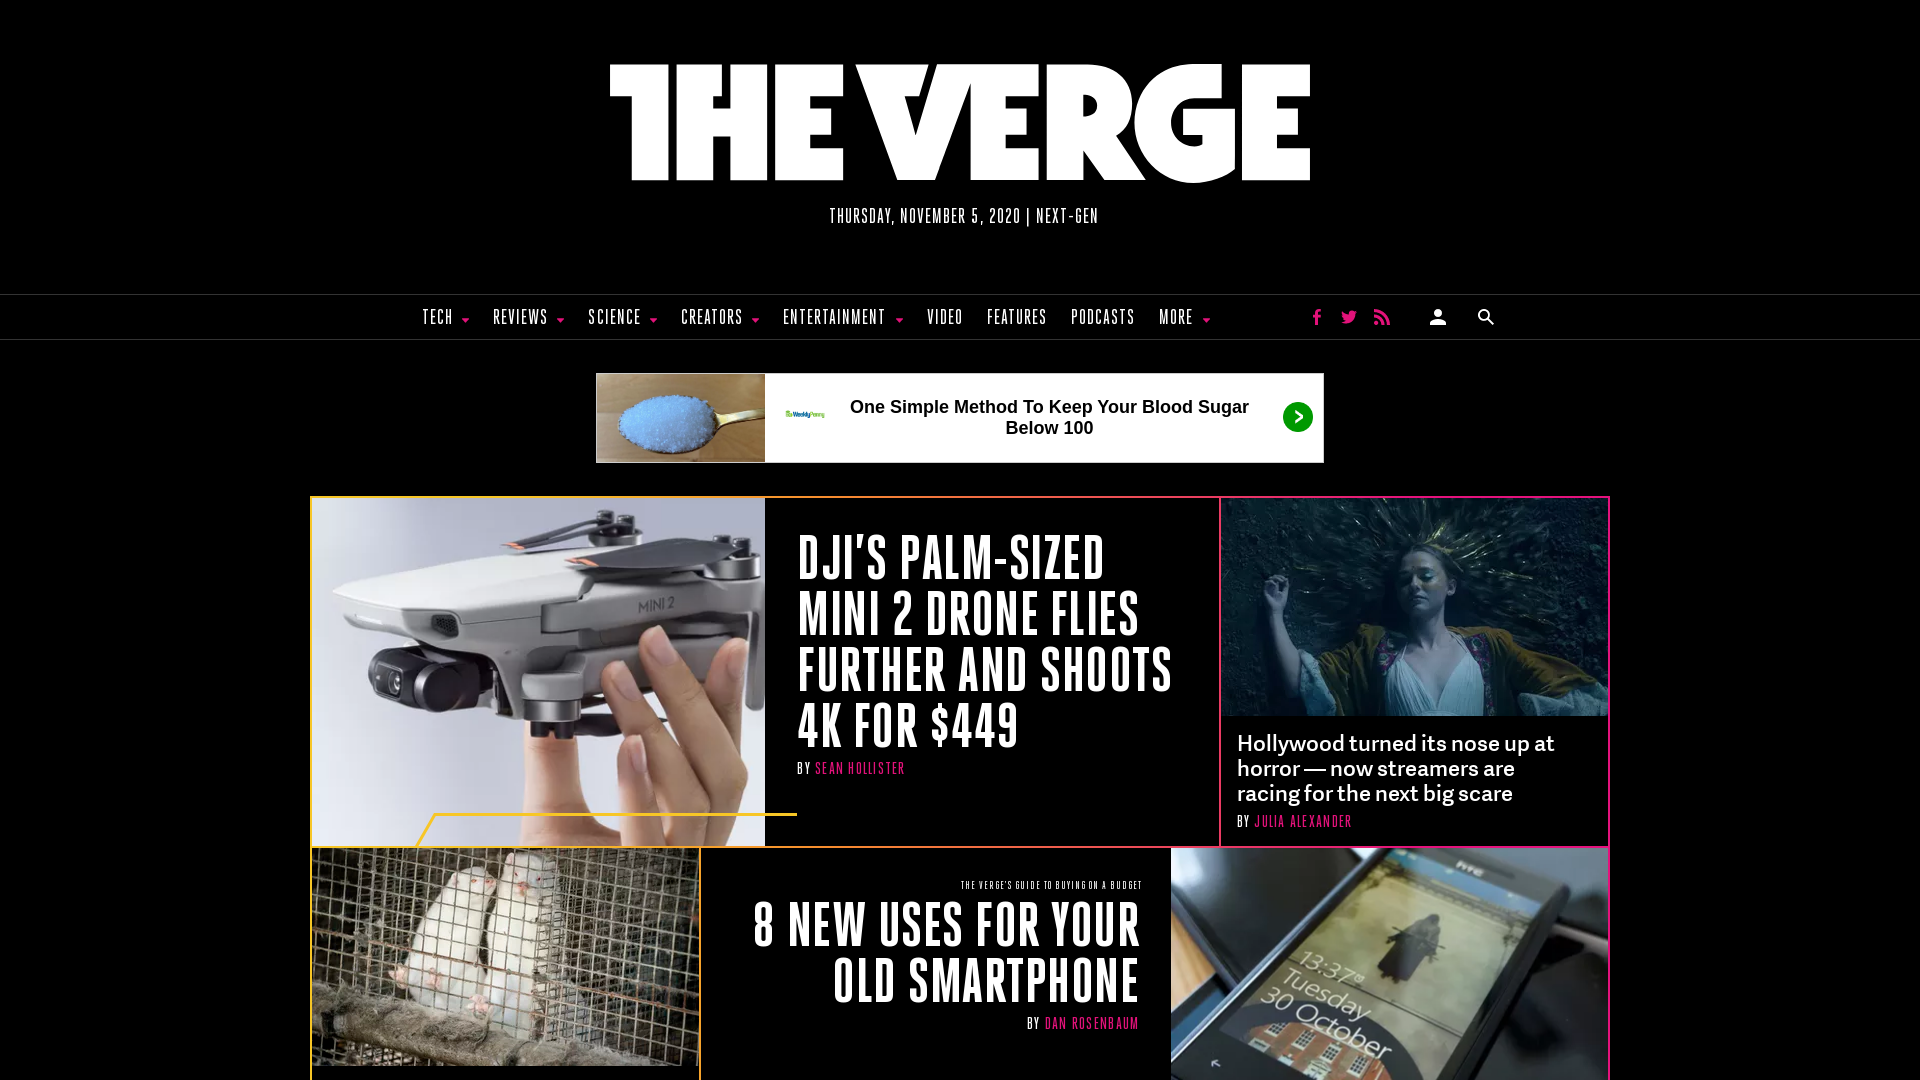 THE VERGE
THURSDAY, NOVEMBER 5, 2020 | NEXT-GEN
TECH REVIEWS SCIENCE CREATORS ENTERTAINMENT VIDEO FEATURES PODCASTS MORE
WeeklyPenny
One Simple Method To Keep Your Blood Sugar
Below 100
MINI 2
DJI'S PALM-SIZED
MINI 2 DRONE FLIES
FURTHER AND SHOOTS
4K FOR $449
BY SEAN HOLLISTER
Hollywood turned its nose up at
horror — now streamers are
racing for the next big scare
BY JULIA ALEXANDER
THE VERGE'S GUIDE TO BUYING ON A BUDGET
8 NEW USES FOR YOUR
OLD SMARTPHONE
BY DAN ROSENBAUM
hTC
13:37
Tuesday
30 October